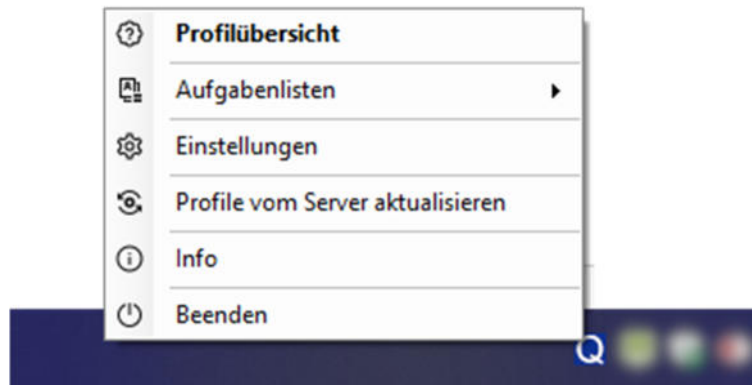 Profilübersicht
Aufgabenlisten
Einstellungen
Profile vom Server aktualisieren
Info
Beenden
Q